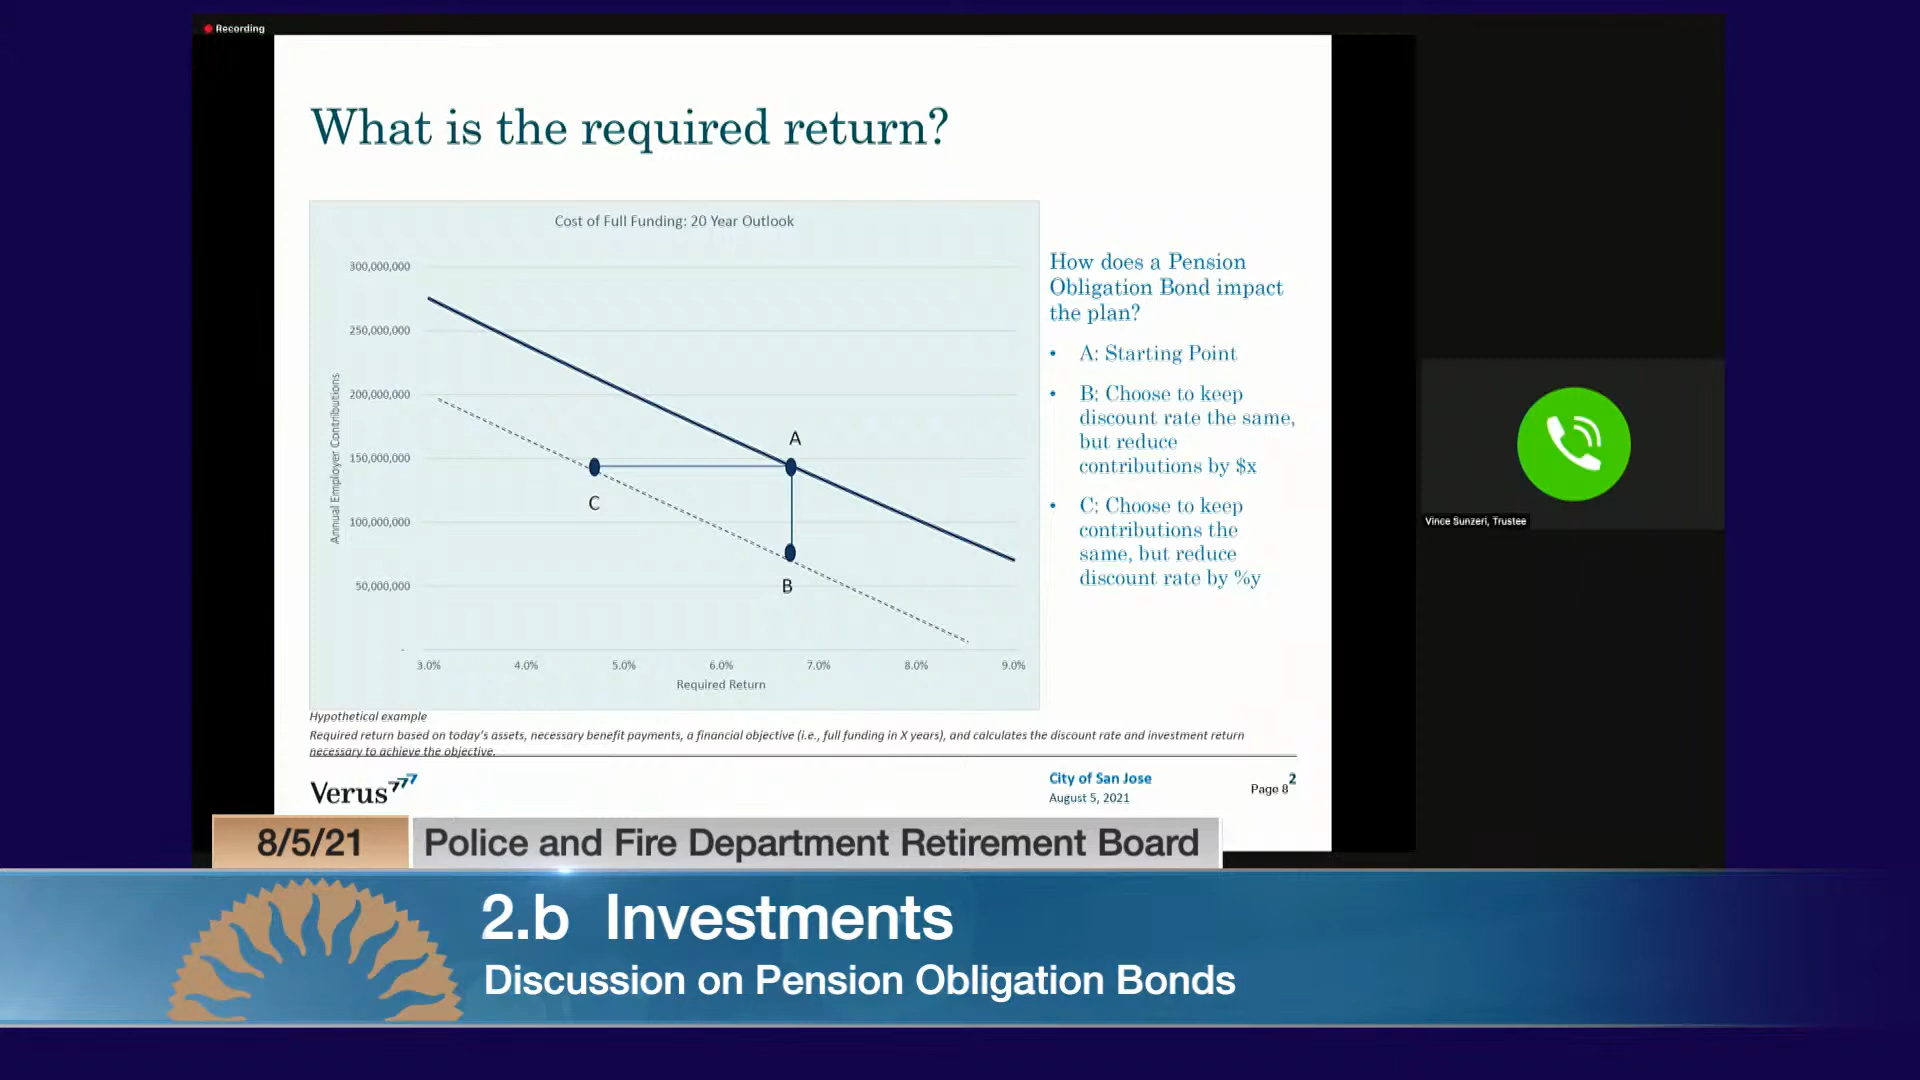 Recording
What is the required return?
Cost of Full Funding: 20 Year Outlook
300,000,000
250,000,000
200,000,000
150,000,000
100,000,000
50,000,000
-
Annual Employer Contributions
A
C
B
3.0%
4.0%
5.0%
6.0%
7.0%
8.0%
9.0%
Required Return
How does a Pension
Obligation Bond impact
the plan?
• A: Starting Point
• B: Choose to keep
discount rate the same,
but reduce
contributions by $x
• C: Choose to keep
contributions the
same, but reduce
discount rate by %y
Hypothetical example
Required return based on today's assets, necessary benefit payments, a financial objective (i.e., full funding in X years), and calculates the discount rate and investment return
necessary to achieve the objective.
Verus777
City of San Jose
August 5, 2021
2
Page 8
Vince Sunzeri, Trustee
8/5/21
Police and Fire Department Retirement Board
2.b Investments
Discussion on Pension Obligation Bonds